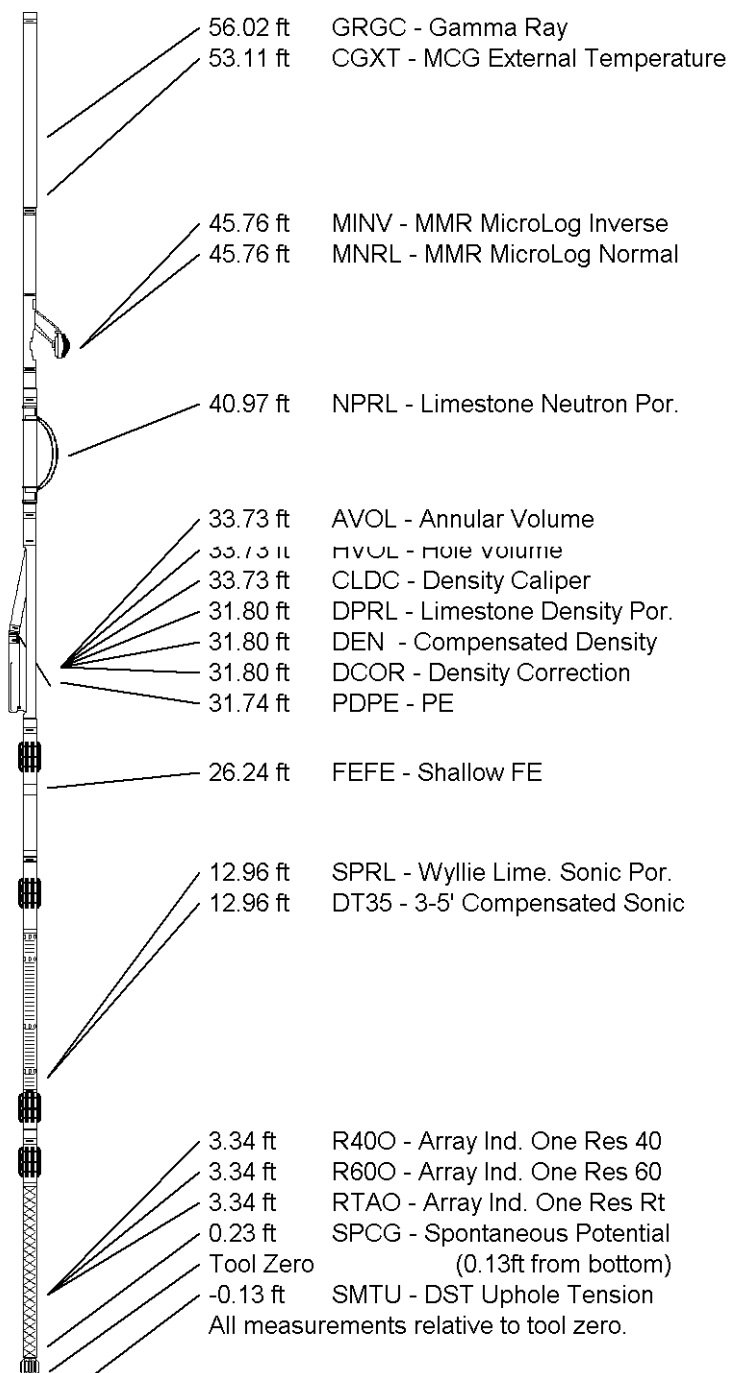 56.02 ft GRGC - Gamma Ray
53.11 ft CGXT - MCG External Temperature
45.76 ft MINV - MMR MicroLog Inverse
45.76 ft MNRL - MMR MicroLog Normal
40.97 ft NPRL - Limestone Neutron Por.
33.73 ft AVOL - Annular Volume
33.73 ft HVOL - Hole Volume
33.73 ft CLDC - Density Caliper
31.80 ft DPRL - Limestone Density Por.
31.80 ft DEN - Compensated Density
31.80 ft DCOR - Density Correction
31.74 ft PDPE - PE
26.24 ft FEFE - Shallow FE
12.96 ft SPRL - Wyllie Lime. Sonic Por.
12.96 ft DT35 - 3-5' Compensated Sonic
3.34 ft R40O - Array Ind. One Res 40
3.34 ft R60O - Array Ind. One Res 60
3.34 ft RTAO - Array Ind. One Res Rt
0.23 ft SPCG - Spontaneous Potential
Tool Zero (0.13ft from bottom)
-0.13 ft SMTU - DST Uphole Tension
All measurements relative to tool zero.